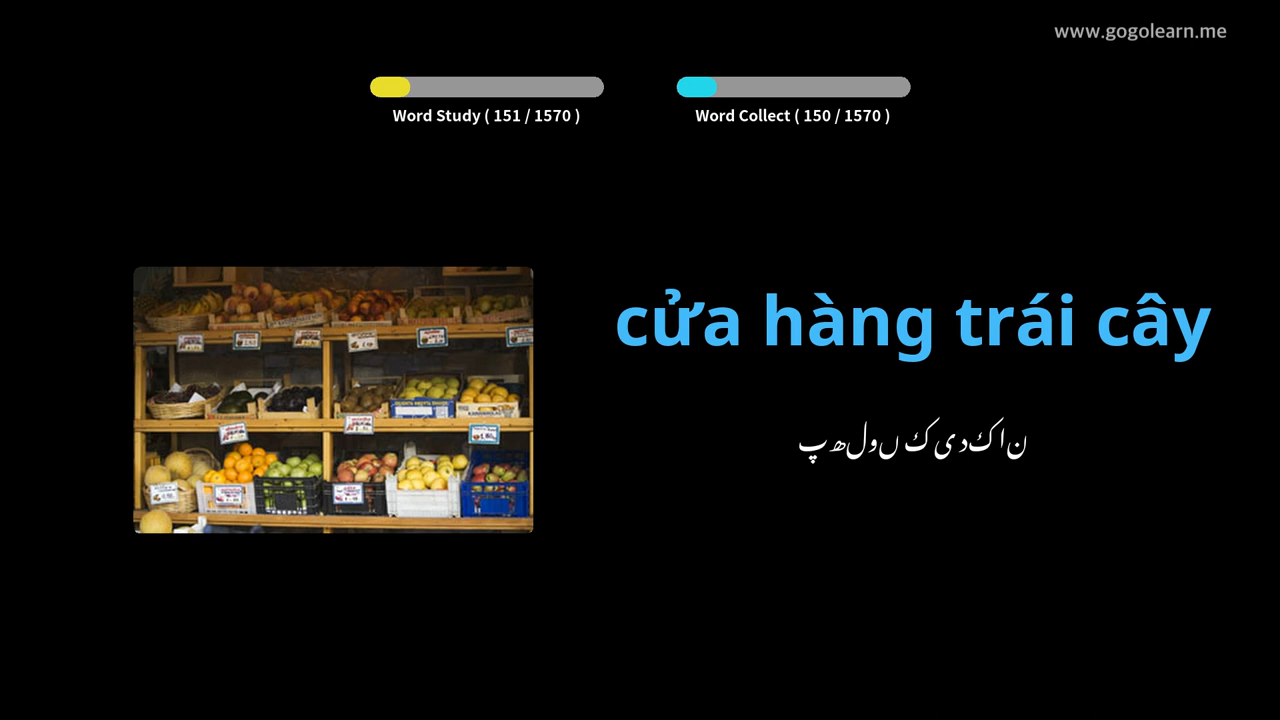 www.gogolearn.me
Word Study ( 151 / 1570 )
Word Collect ( 150 / 1570 )
cửa hàng trái cây
پھلوں کی دکان